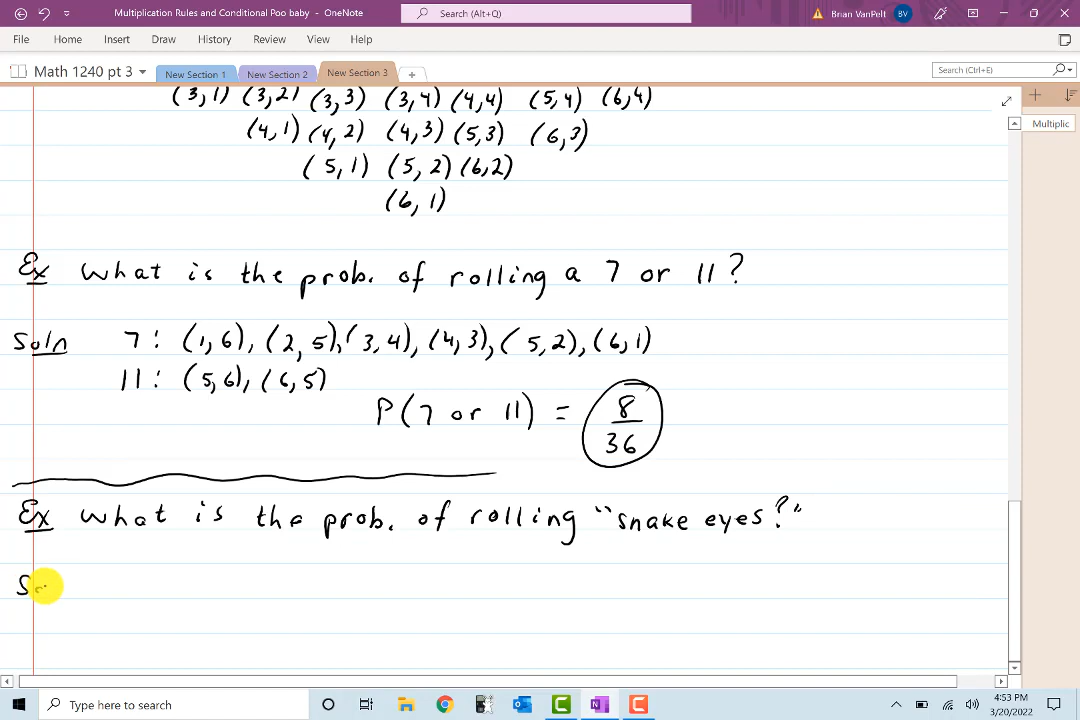 Multiplication Rules and Conditional Poo baby - OneNote
Search (Alt+Q)
Brian VanPelt BV
File Home Insert Draw History Review View Help
Math 1240 pt 3 New Section 1 New Section 2 New Section 3 +
Search (Ctrl+E)
Multiplic
(3,1) (3,2) (3,3) (3,4) (4,4) (5,4) (6,4)
(4,1) (4,2) (4,3) (5,3) (6,3)
(5,1) (5,2) (6,2)
(6,1)
Ex What is the prob. of rolling a 7 or 11?
Soln 7: (1,6), (2,5), (3,4), (4,3), (5,2), (6,1)
11: (5,6), (6,5)
P(7 or 11) = 8/36
Ex What is the prob. of rolling "snake eyes?"
So
Type here to search
4:53 PM
3/20/2022